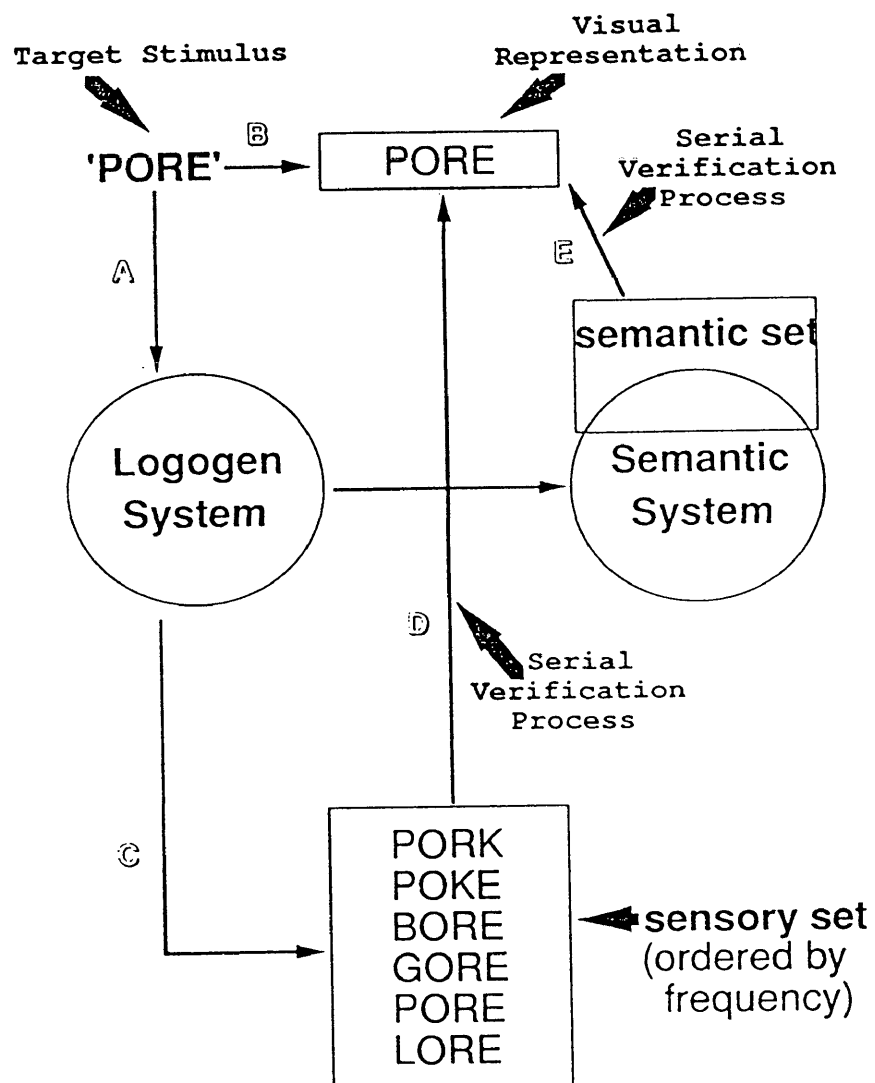 Target Stimulus
Visual
Representation
'PORE'
B
PORE
Serial
Verification
Process
A
E
semantic set
Logogen
System
Semantic
System
D
Serial
Verification
Process
C
PORK
POKE
BORE
GORE
PORE
LORE
sensory set
(ordered by
frequency)